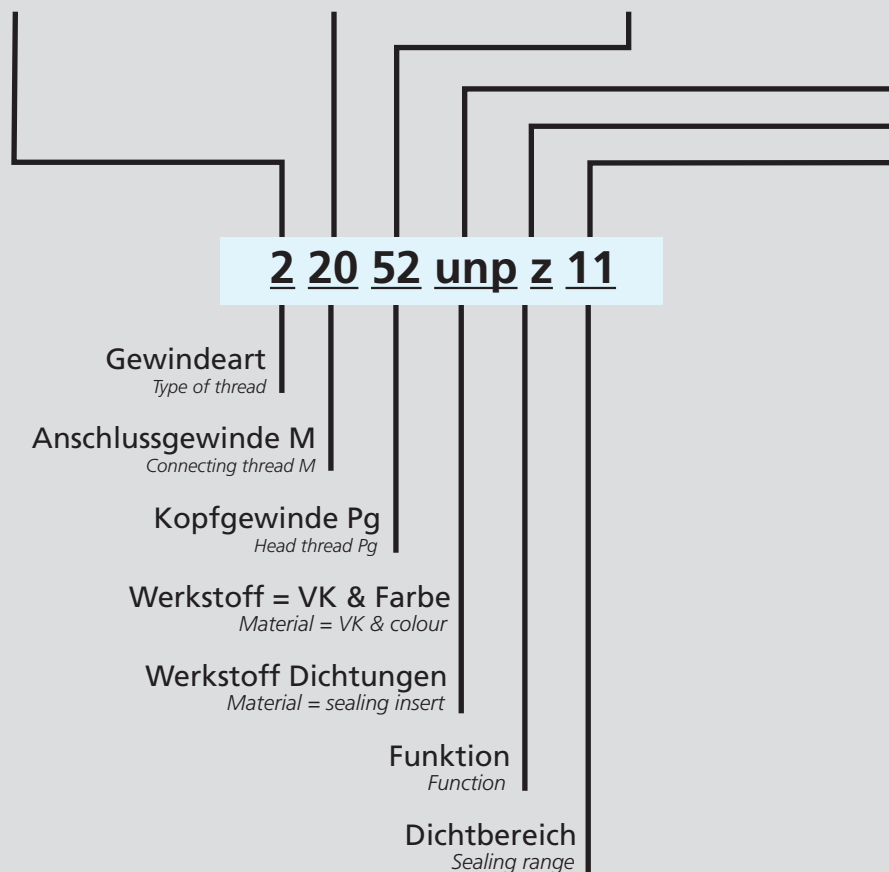 2 20 52 unp z 11
Gewindeart
Type of thread
Anschlussgewinde M
Connecting thread M
Kopfgewinde Pg
Head thread Pg
Werkstoff = VK & Farbe
Material = VK & colour
Werkstoff Dichtungen
Material = sealing insert
Funktion
Function
Dichtbereich
Sealing range